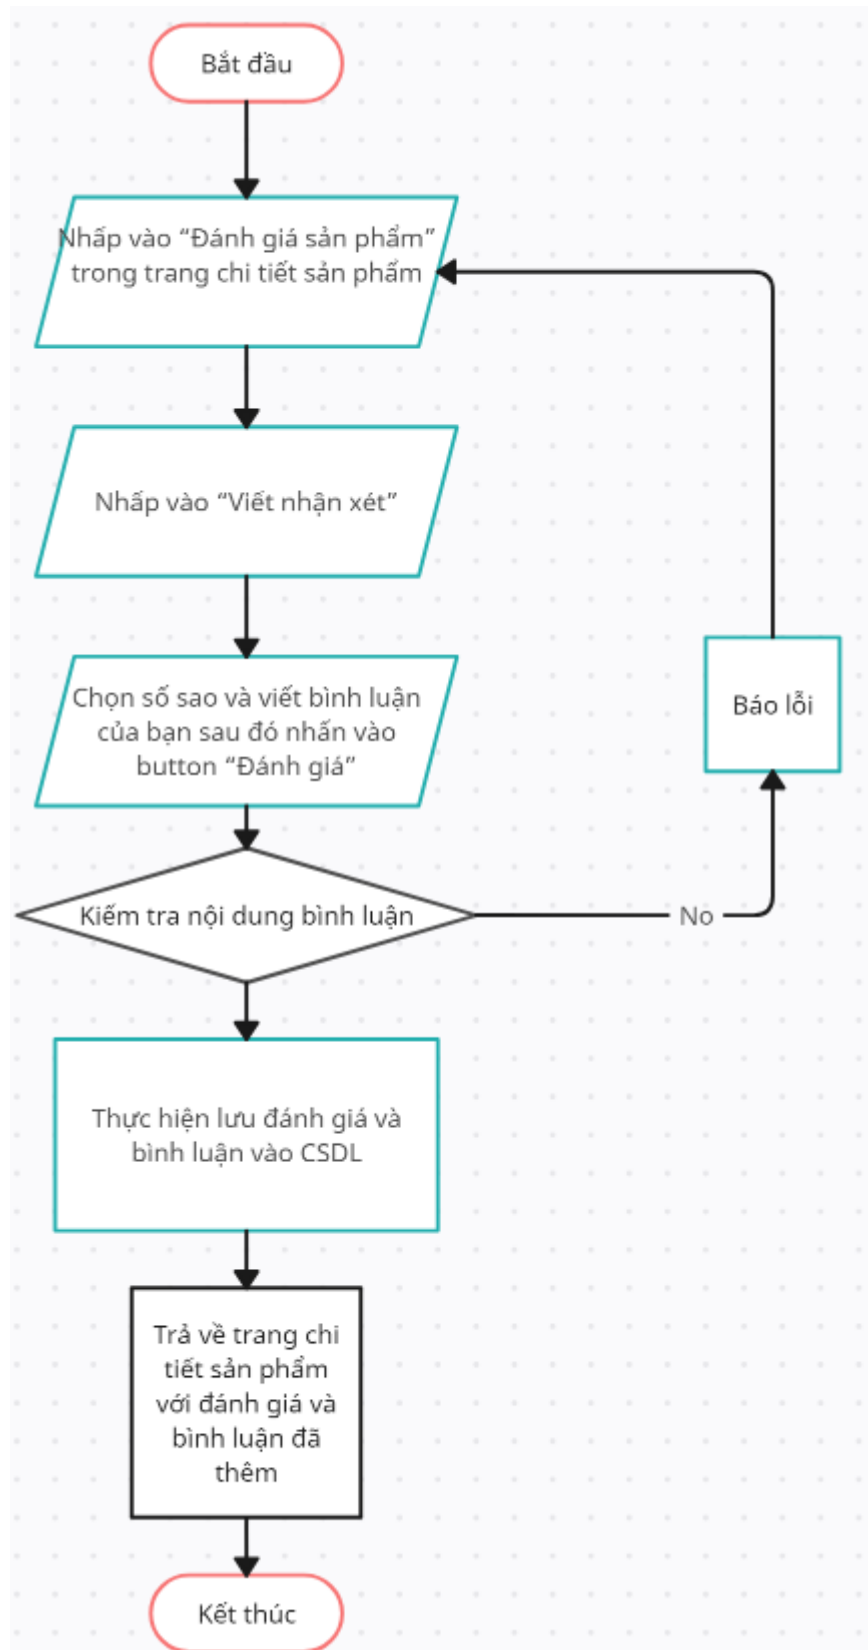 Bắt đầu
Nhấp vào “Đánh giá sản phẩm”
trong trang chi tiết sản phẩm
Nhấp vào “Viết nhận xét”
Chọn số sao và viết bình luận
của bạn sau đó nhấn vào
button “Đánh giá”
Báo lỗi
Kiểm tra nội dung bình luận
No
Thực hiện lưu đánh giá và
bình luận vào CSDL
Trả về trang chi
tiết sản phẩm
với đánh giá và
bình luận đã
thêm
Kết thúc